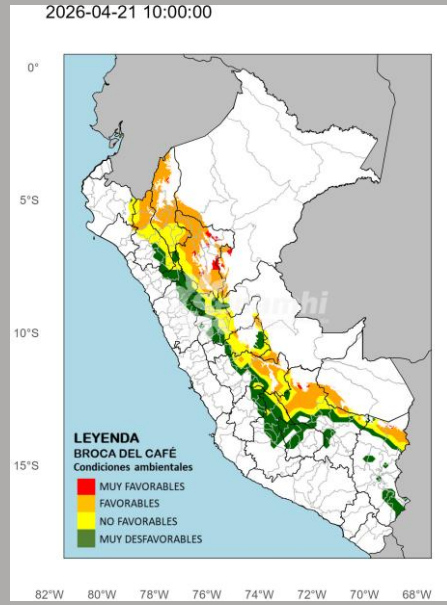 2026-04-21 10:00:00
0°
5°S
10°S
15°S
senamhi
LEYENDA
BROCA DEL CAFÉ
Condiciones ambientales
MUY FAVORABLES
FAVORABLES
NO FAVORABLES
MUY DESFAVORABLES
82°W 80°W 78°W 76°W 74°W 72°W 70°W 68°W